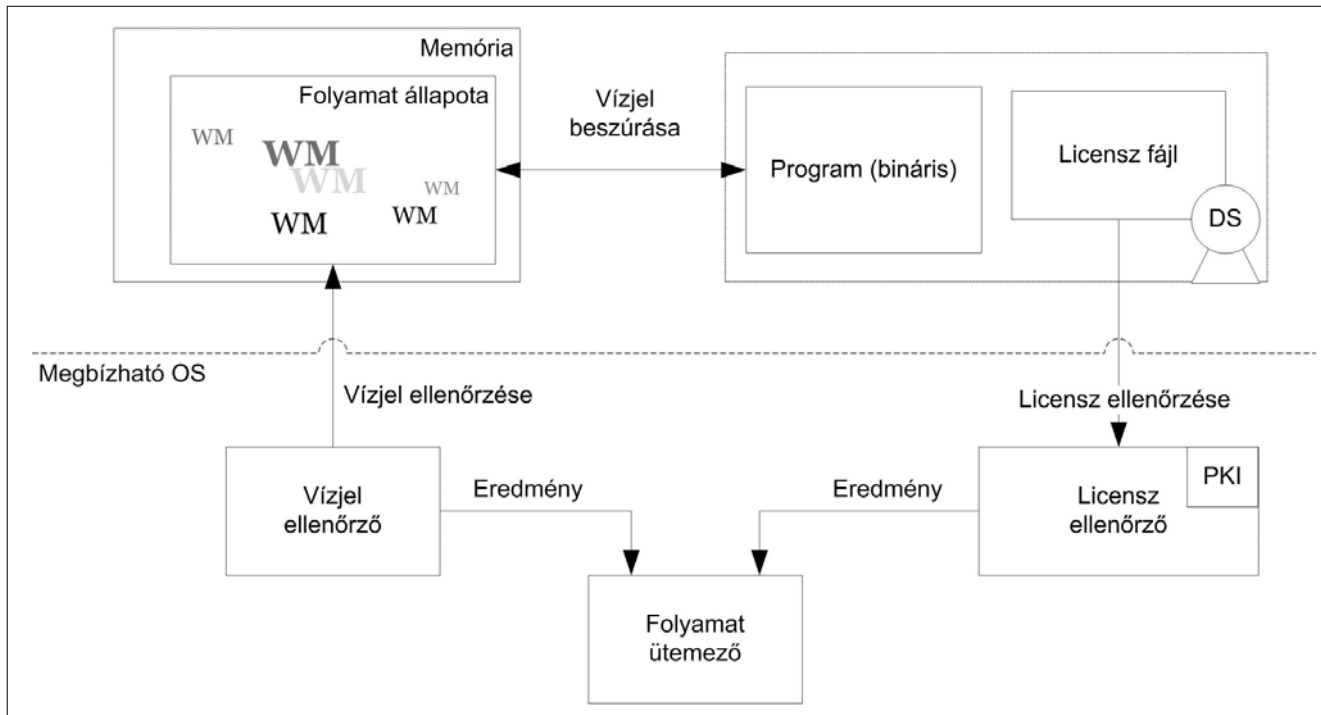 Memória
Folyamat állapota
WM
WM
WM
WM
WM
WM
Vízjel
beszúrása
Program (bináris)
Licensz fájl
DS
Megbízható OS
Vízjel ellenőrzése
Licensz ellenőrzése
Vízjel
ellenőrző
Eredmény
Eredmény
Licensz
ellenőrző
PKI
Folyamat
ütemező